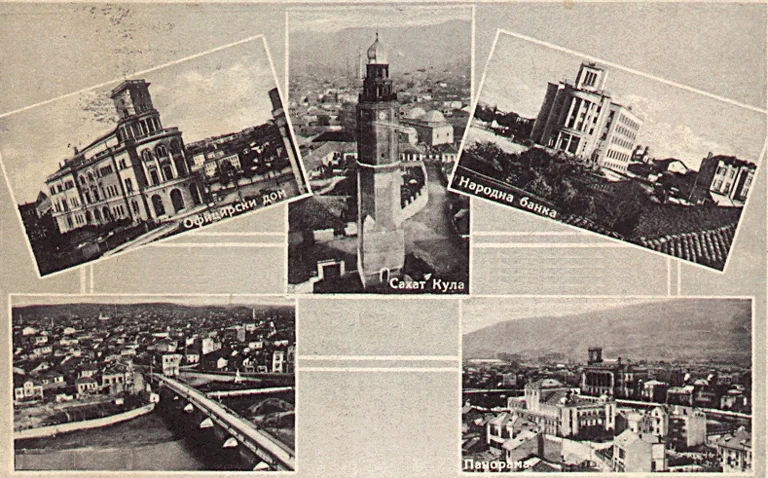 Официрски дом
Сахат Кула
Народна банка
Панорама